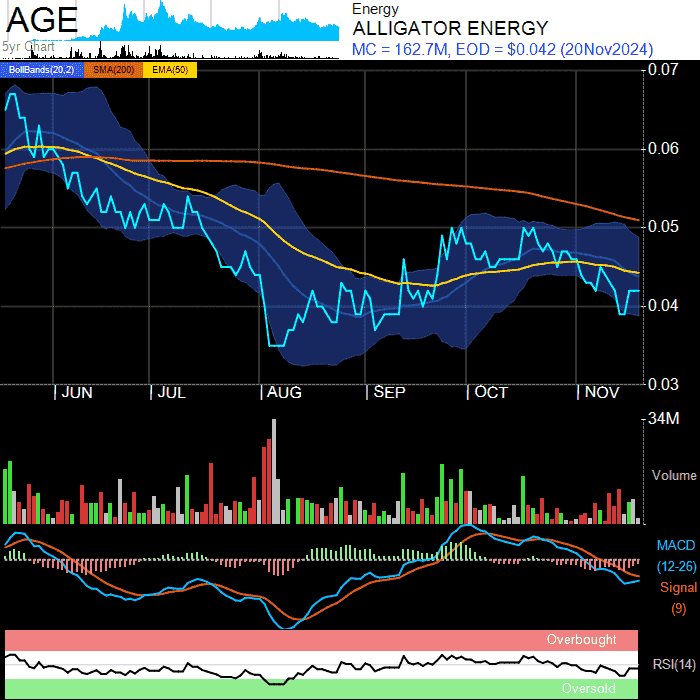 AGE
5yr Chart
Energy
ALLIGATOR ENERGY
MC = 162.7M, EOD = $0.042 (20Nov2024)
BollBands(20,2) SMA(200) EMA(50)
0.07
0.06
0.05
0.04
0.03
JUN JUL AUG SEP OCT NOV
34M
Volume
MACD
(12-26)
Signal
(9)
Overbought
RSI(14)
Oversold